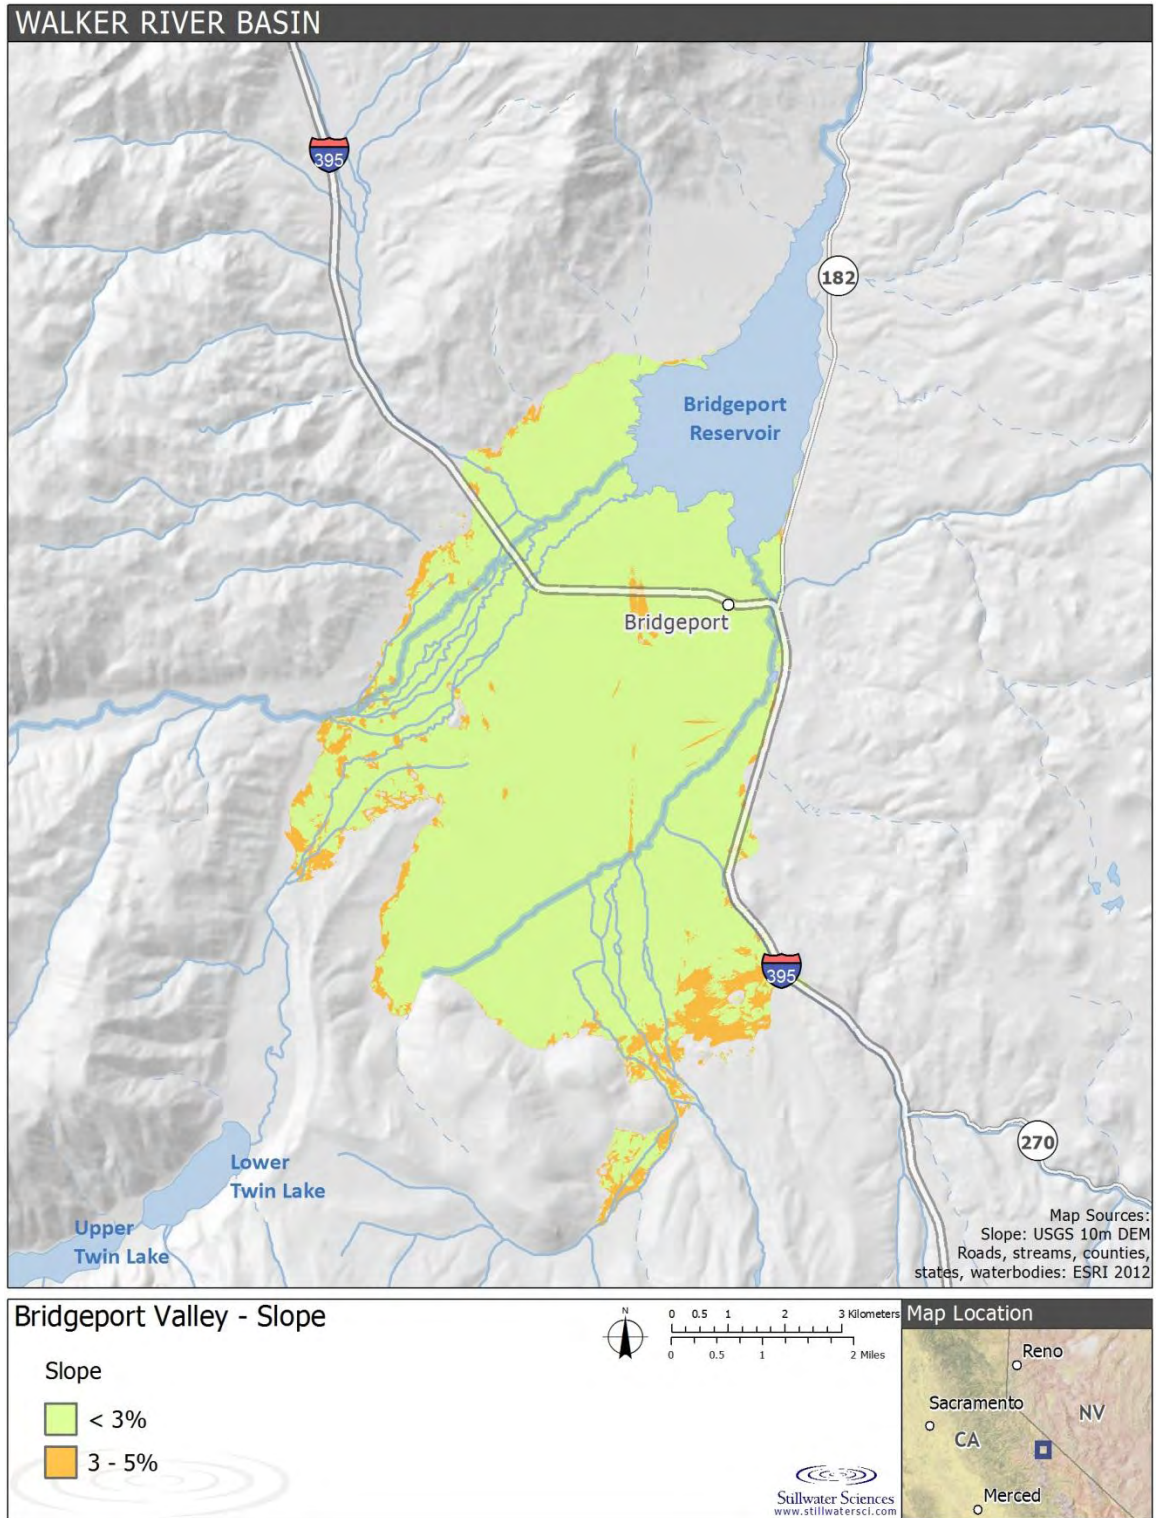 WALKER RIVER BASIN
395
182
Bridgeport
Reservoir
Bridgeport
395
270
Lower
Twin Lake
Upper
Twin Lake
Map Sources:
Slope: USGS 10m DEM
Roads, streams, counties,
states, waterbodies: ESRI 2012
Bridgeport Valley - Slope
Slope
< 3%
3 - 5%
N
0 0.5 1 2 3 Kilometers
0 0.5 1 2 Miles
Stillwater Sciences
www.stillwatersci.com
Map Location
Reno
Sacramento
NV
CA
Merced